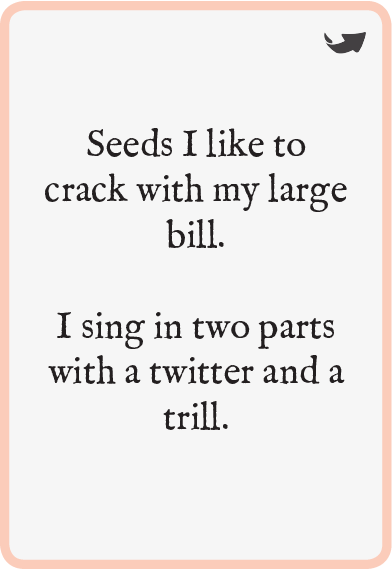 Seeds I like to
crack with my large
bill.
I sing in two parts
with a twitter and a
trill.